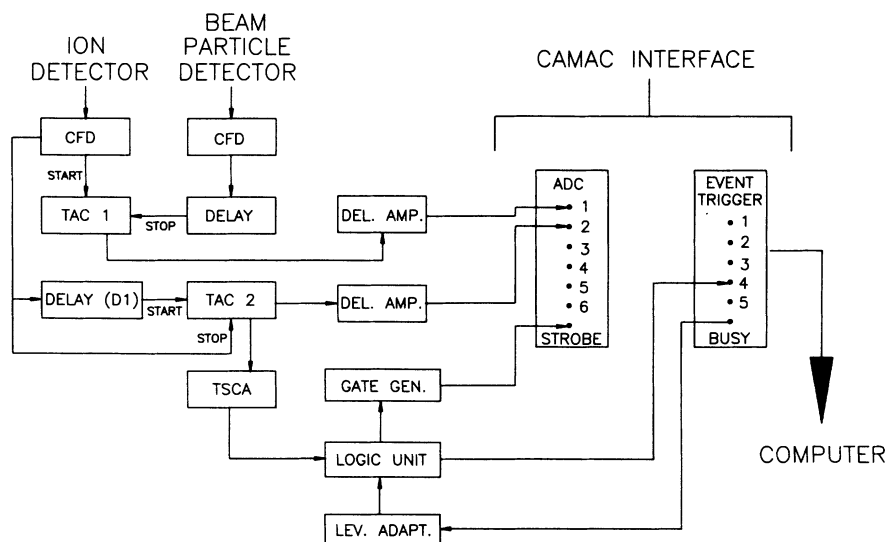 ION
DETECTOR
BEAM
PARTICLE
DETECTOR
CAMAC INTERFACE
CFD
CFD
START
TAC 1
STOP
DELAY
DEL. AMP.
ADC
1
2
3
4
5
6
STROBE
EVENT
TRIGGER
1
2
3
4
5
BUSY
DELAY (D1)
START
TAC 2
STOP
DEL. AMP.
TSCA
GATE GEN.
LOGIC UNIT
LEV. ADAPT.
COMPUTER